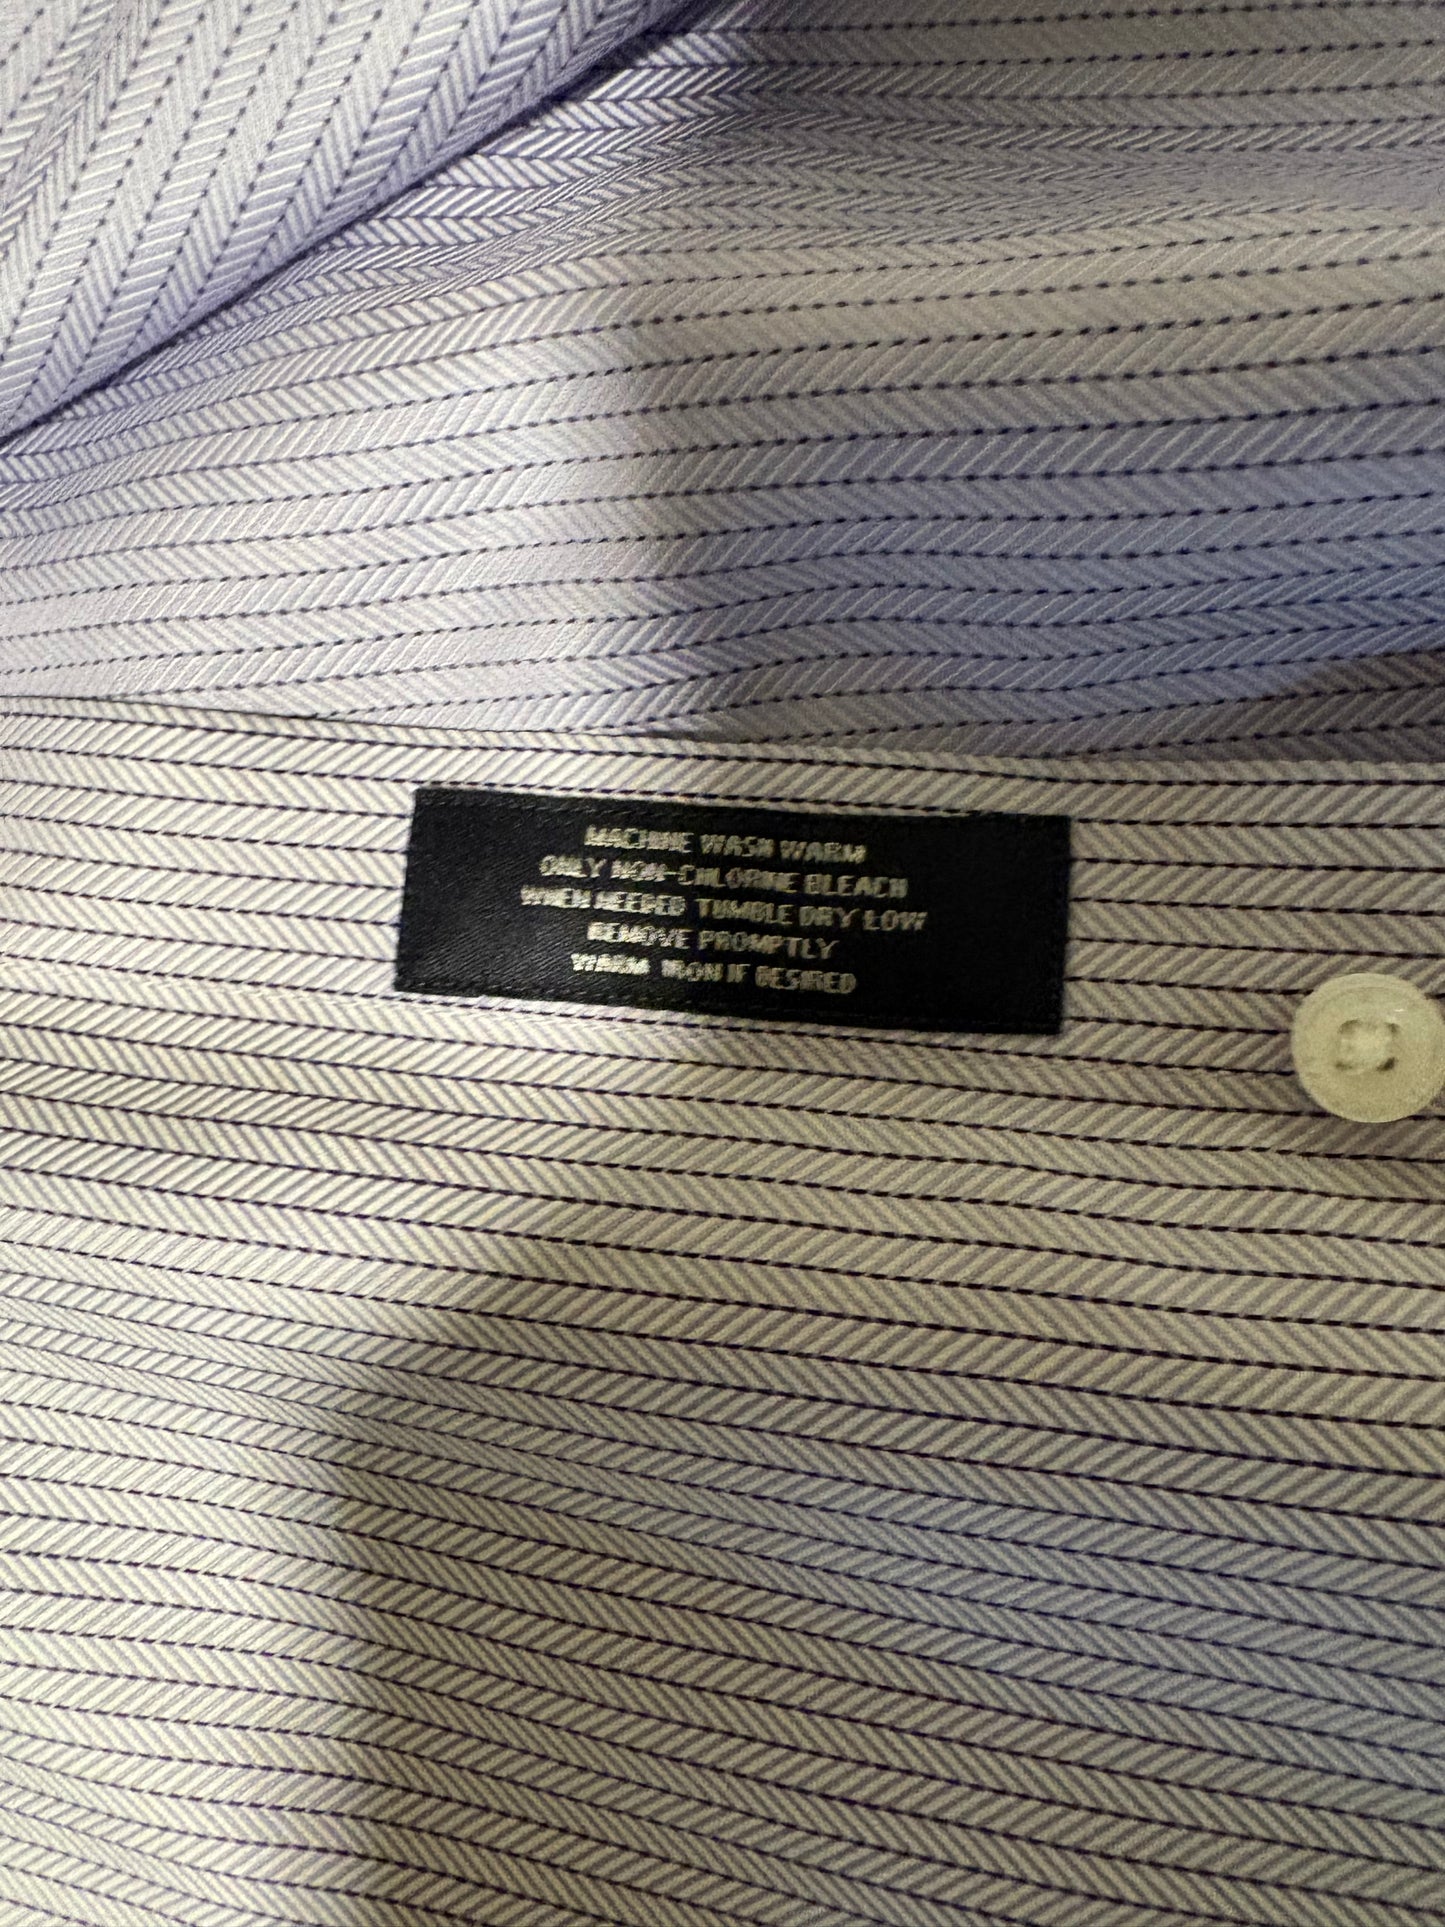 MACHINE WASH WARM
ONLY NON-CHLORINE BLEACH
WHEN NEEDED TUMBLE DRY LOW
REMOVE PROMPTLY
WARM IRON IF DESIRED